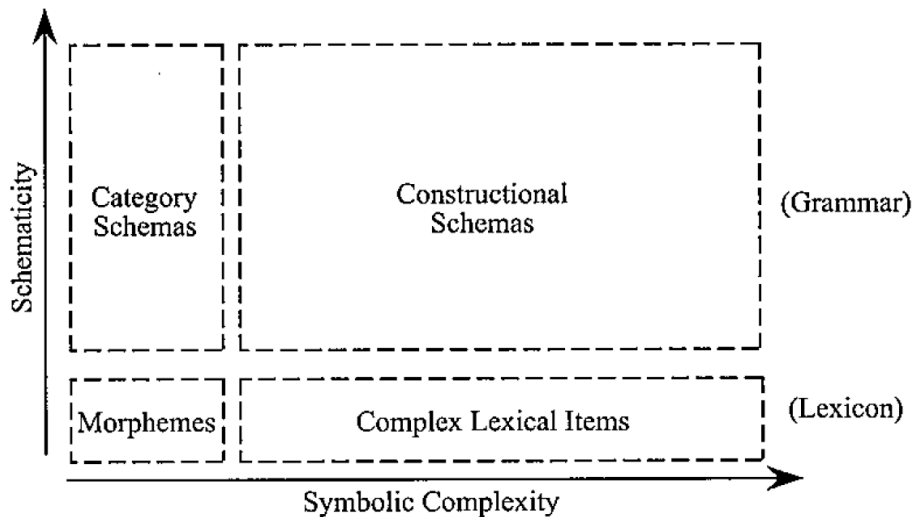 Schematicity
Category
Schemas
Constructional
Schemas
(Grammar)
Morphemes
Complex Lexical Items
(Lexicon)
Symbolic Complexity